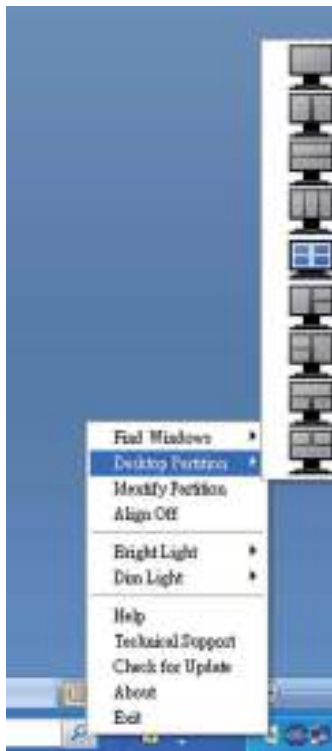 Find Windows
Desktop Partition
Identify Partition
Align Off
Bright Light
Dim Light
Help
Technical Support
Check for Update
About
Exit